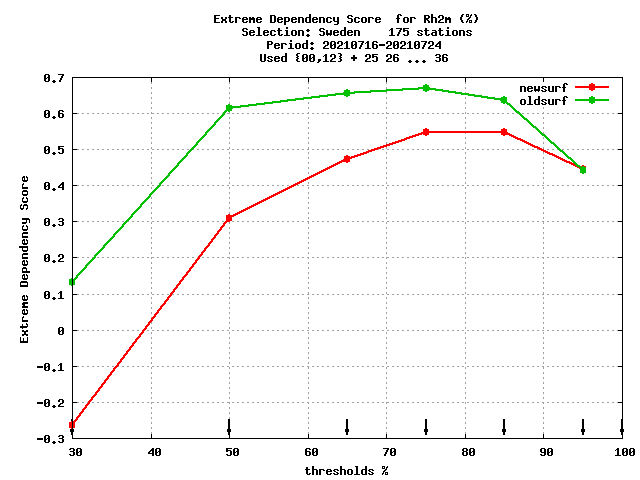 Extreme Dependency Score  for Rh2m (%)
Selection: Sweden    175 stations
Period: 20210716-20210724
Used {00,12} + 25 26 ... 36
newsurf
oldsurf
Extreme Dependency Score
0.7
0.6
0.5
0.4
0.3
0.2
0.1
0
-0.1
-0.2
-0.3
30 40 50 60 70 80 90 100
thresholds %